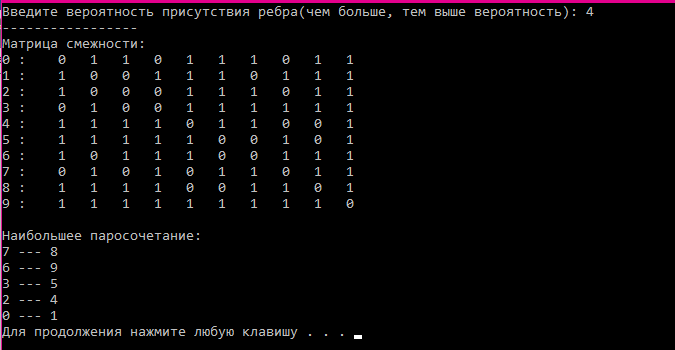 Введите вероятность присутствия ребра(чем больше, тем выше вероятность): 4
-----------------
Матрица смежности:
0 : 0 1 1 0 1 1 1 0 1 1
1 : 1 0 0 1 1 1 0 1 1 1
2 : 1 0 0 0 1 1 1 0 1 1
3 : 0 1 0 0 1 1 1 1 1 1
4 : 1 1 1 1 0 1 1 0 0 1
5 : 1 1 1 1 1 0 0 1 0 1
6 : 1 0 1 1 1 0 0 1 1 1
7 : 0 1 0 1 0 1 1 0 1 1
8 : 1 1 1 1 0 0 1 1 0 1
9 : 1 1 1 1 1 1 1 1 1 0
Наибольшее паросочетание:
7 --- 8
6 --- 9
3 --- 5
2 --- 4
0 --- 1
Для продолжения нажмите любую клавишу . . .